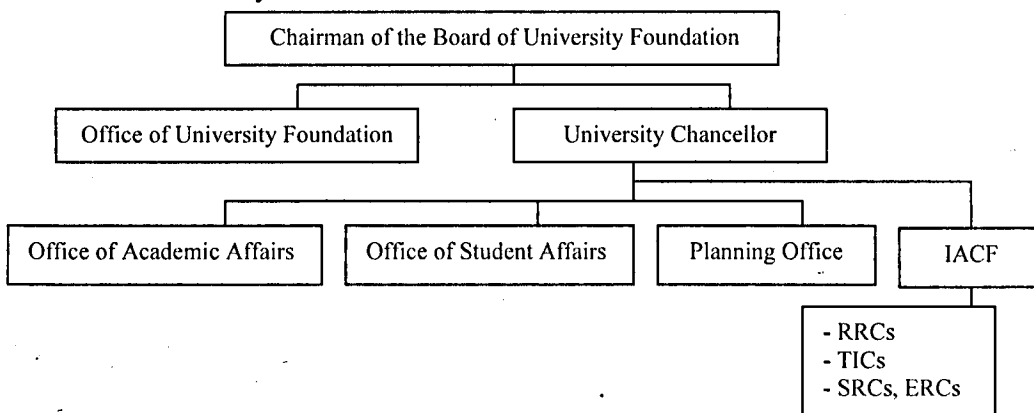 Chairman of the Board of University Foundation
Office of University Foundation
University Chancellor
Office of Academic Affairs
Office of Student Affairs
Planning Office
IACF
- RRCs
- TICs
- SRCs, ERCs